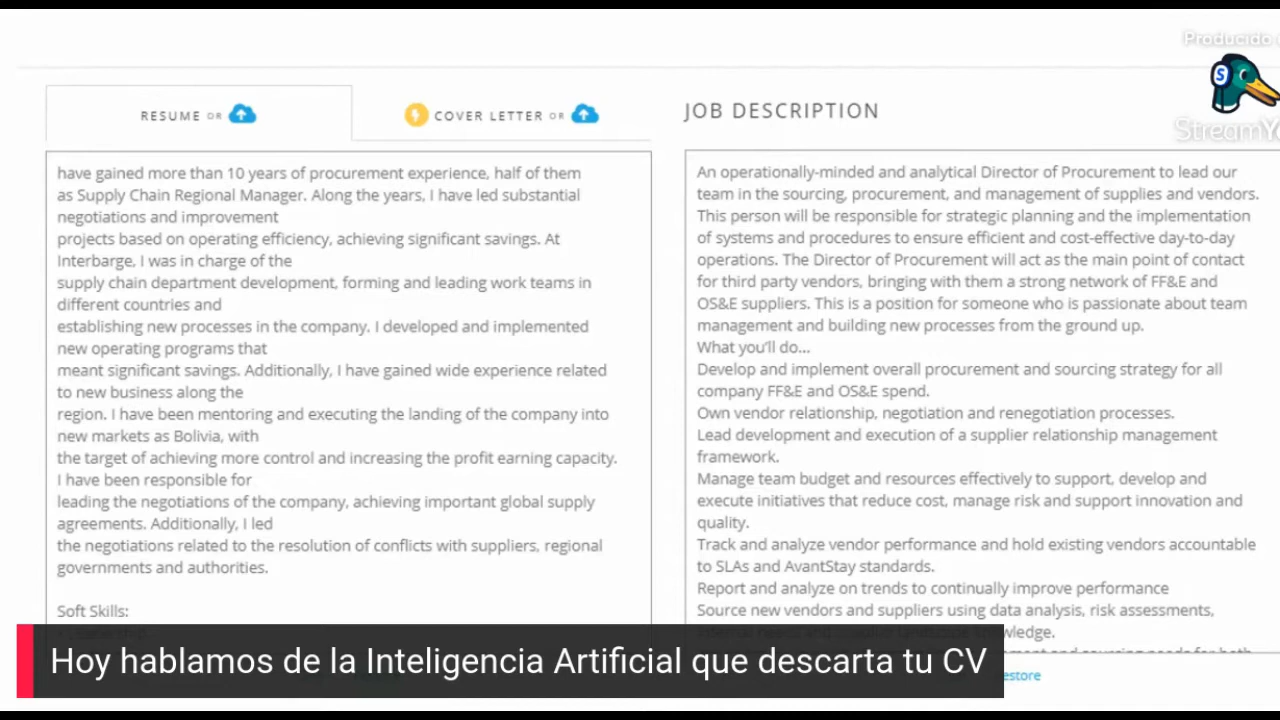 Producido
StreamY
RESUME OR
COVER LETTER OR
JOB DESCRIPTION
have gained more than 10 years of procurement experience, half of them
as Supply Chain Regional Manager. Along the years, I have led substantial
negotiations and improvement
projects based on operating efficiency, achieving significant savings. At
Interbarge, I was in charge of the
supply chain department development, forming and leading work teams in
different countries and
establishing new processes in the company. I developed and implemented
new operating programs that
meant significant savings. Additionally, I have gained wide experience related
to new business along the
region. I have been mentoring and executing the landing of the company into
new markets as Bolivia, with
the target of achieving more control and increasing the profit earning capacity.
I have been responsible for
leading the negotiations of the company, achieving important global supply
agreements. Additionally, I led
the negotiations related to the resolution of conflicts with suppliers, regional
governments and authorities.
Soft Skills:
An operationally-minded and analytical Director of Procurement to lead our
team in the sourcing, procurement, and management of supplies and vendors.
This person will be responsible for strategic planning and the implementation
of systems and procedures to ensure efficient and cost-effective day-to-day
operations. The Director of Procurement will act as the main point of contact
for third party vendors, bringing with them a strong network of FF&E and
OS&E suppliers. This is a position for someone who is passionate about team
management and building new processes from the ground up.
What you'll do...
Develop and implement overall procurement and sourcing strategy for all
company FF&E and OS&E spend.
Own vendor relationship, negotiation and renegotiation processes.
Lead development and execution of a supplier relationship management
framework.
Manage team budget and resources effectively to support, develop and
execute initiatives that reduce cost, manage risk and support innovation and
quality.
Track and analyze vendor performance and hold existing vendors accountable
to SLAs and AvantStay standards.
Report and analyze on trends to continually improve performance
Source new vendors and suppliers using data analysis, risk assessments,
wledge.
estore
Hoy hablamos de la Inteligencia Artificial que descarta tu CV